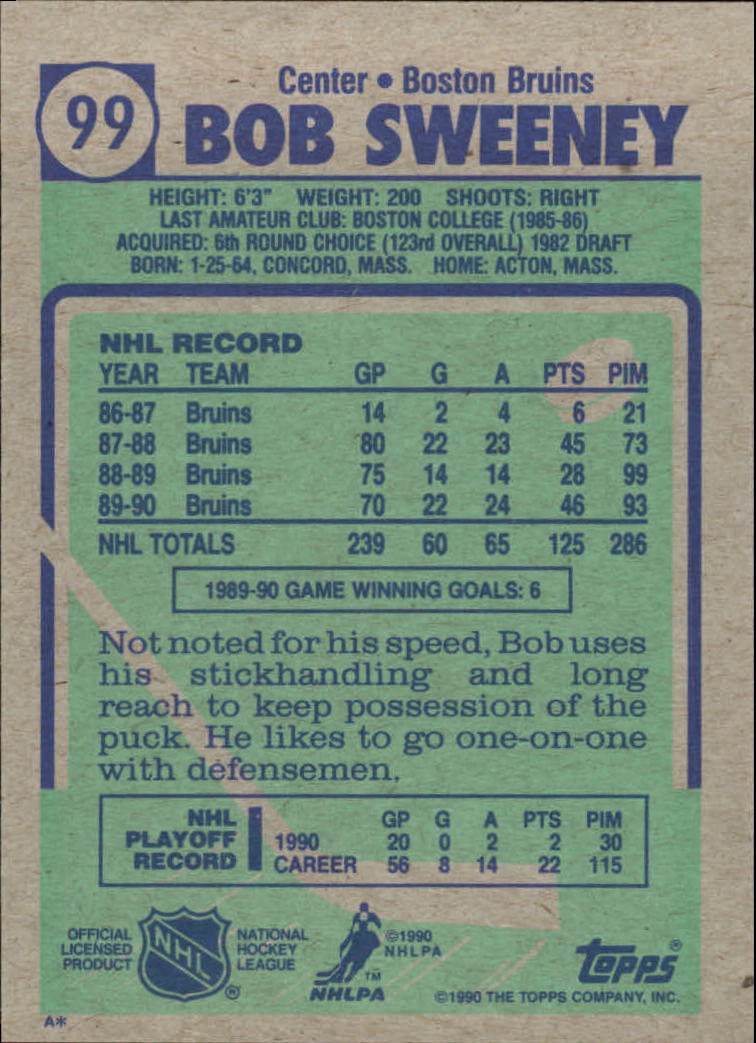 99
Center • Boston Bruins
BOB SWEENEY
HEIGHT: 6'3" WEIGHT: 200 SHOOTS: RIGHT
LAST AMATEUR CLUB: BOSTON COLLEGE (1985-86)
ACQUIRED: 6th ROUND CHOICE (123rd OVERALL) 1982 DRAFT
BORN: 1-25-64, CONCORD, MASS. HOME: ACTON, MASS.
NHL RECORD
YEAR TEAM GP G A PTS PIM
86-87 Bruins 14 2 4 6 21
87-88 Bruins 80 22 23 45 73
88-89 Bruins 75 14 14 28 99
89-90 Bruins 70 22 24 46 93
NHL TOTALS 239 60 65 125 286
1989-90 GAME WINNING GOALS: 6
Not noted for his speed, Bob uses
his stickhandling and long
reach to keep possession of the
puck. He likes to go one-on-one
with defensemen.
NHL PLAYOFF RECORD
GP G A PTS PIM
1990 20 0 2 2 30
CAREER 56 8 14 22 115
OFFICIAL
LICENSED
PRODUCT
NHL
®
NATIONAL
HOCKEY
LEAGUE
TM
NHLPA
©1990
NHLPA
topps®
©1990 THE TOPPS COMPANY, INC.
A*